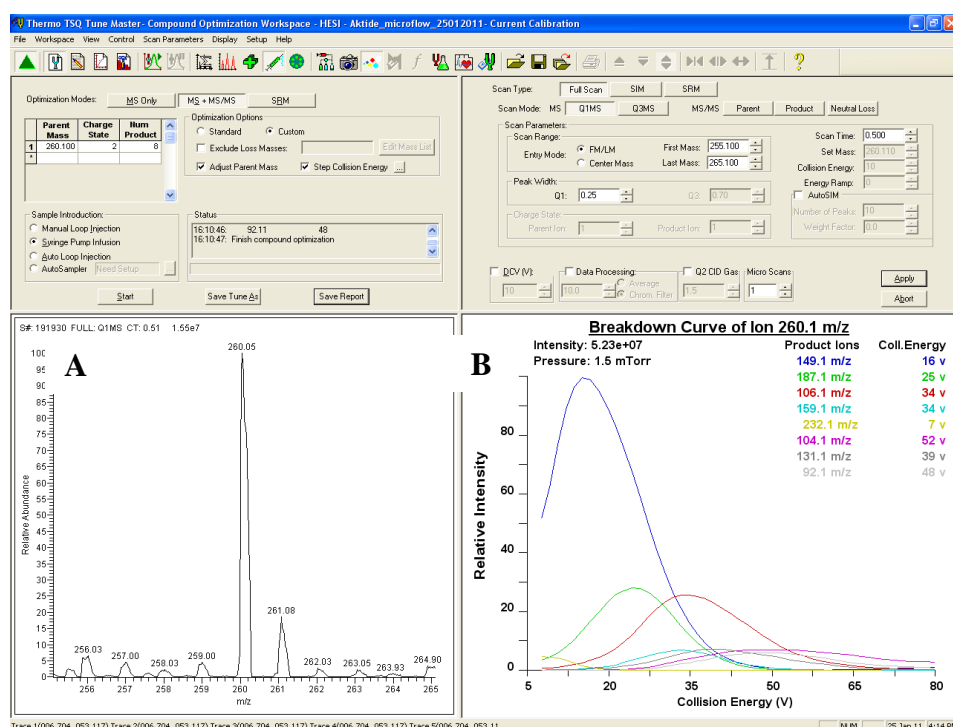 Thermo TSQ Tune Master- Compound Optimization Workspace - HESI - Aktide_microflow_25012011- Current Calibration
File Workspace View Control Scan Parameters Display Setup Help
Optimization Modes: MS Only MS + MS/MS SRM
Parent Mass Charge State Num Product
1 260.100 2 8
*
Optimization Options
Standard Custom
Exclude Loss Masses: Edit Mass List
Adjust Parent Mass Step Collision Energy ...
Sample Introduction:
Manual Loop Injection
Syringe Pump Infusion
Auto Loop Injection
AutoSampler Need Setup
Status
16:10:46: 92.11 48
16:10:47: Finish compound optimization
Start Save Tune As Save Report
Scan Type: Full Scan SIM SRM
Scan Mode: MS Q1MS Q3MS MS/MS Parent Product Neutral Loss
Scan Parameters:
Scan Range:
Entry Mode: FM/LM Center Mass
First Mass: 255.100
Last Mass: 265.100
Peak Width:
Q1: 0.25 Q3: 0.70
Charge State:
Parent Ion: 1 Product Ion: 1
Scan Time: 0.500
Set Mass: 260.110
Collision Energy: 10
Energy Ramp: 0
AutoSIM
Number of Peaks: 10
Weight Factor: 0.0
DCV (V): 10
Data Processing: 10.0 Average Chrom. Filter
Q2 CID Gas 1.5
Micro Scans 1
Apply
Abort
S#: 191930 FULL: Q1MS CT: 0.51 1.55e7
A
260.05
261.08
256.03 257.00 258.03 259.00 262.03 263.05 263.93 264.90
Relative Abundance
85
80
75
70
65
60
55
50
45
40
35
30
25
20
15
10
5
0
256 257 258 259 260 261 262 263 264 265
m/z
Breakdown Curve of Ion 260.1 m/z
B
Intensity: 5.23e+07
Pressure: 1.5 mTorr
Product Ions Coll.Energy
149.1 m/z 16 v
187.1 m/z 25 v
106.1 m/z 34 v
159.1 m/z 34 v
232.1 m/z 7 v
104.1 m/z 52 v
131.1 m/z 39 v
92.1 m/z 48 v
Relative Intensity
80
60
40
20
0
5 20 35 50 65 80
Collision Energy (V)
NUM 25 Jan 11